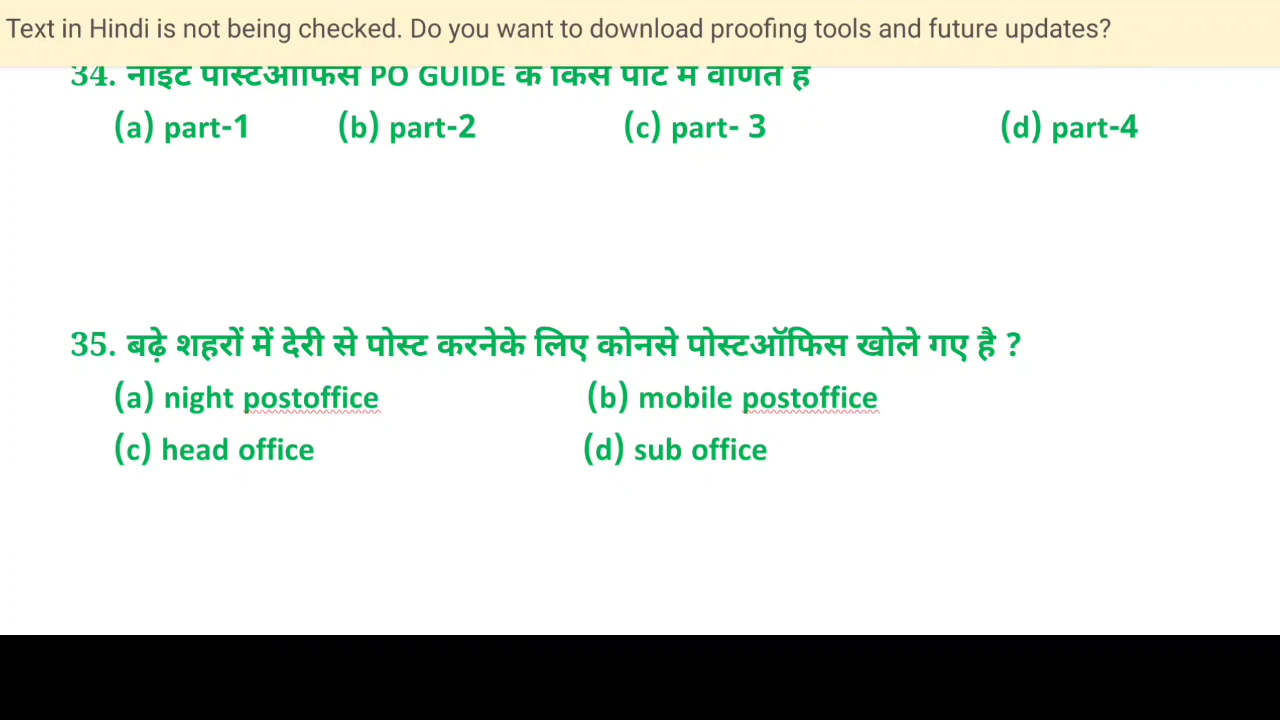 Text in Hindi is not being checked. Do you want to download proofing tools and future updates?
34. नाइट पोस्टऑफिस PO GUIDE के किस पार्ट में वर्णित है
(a) part-1 (b) part-2 (c) part- 3 (d) part-4
35. बढ़े शहरों में देरी से पोस्ट करनेके लिए कोनसे पोस्टऑफिस खोले गए है ?
(a) night postoffice (b) mobile postoffice
(c) head office (d) sub office